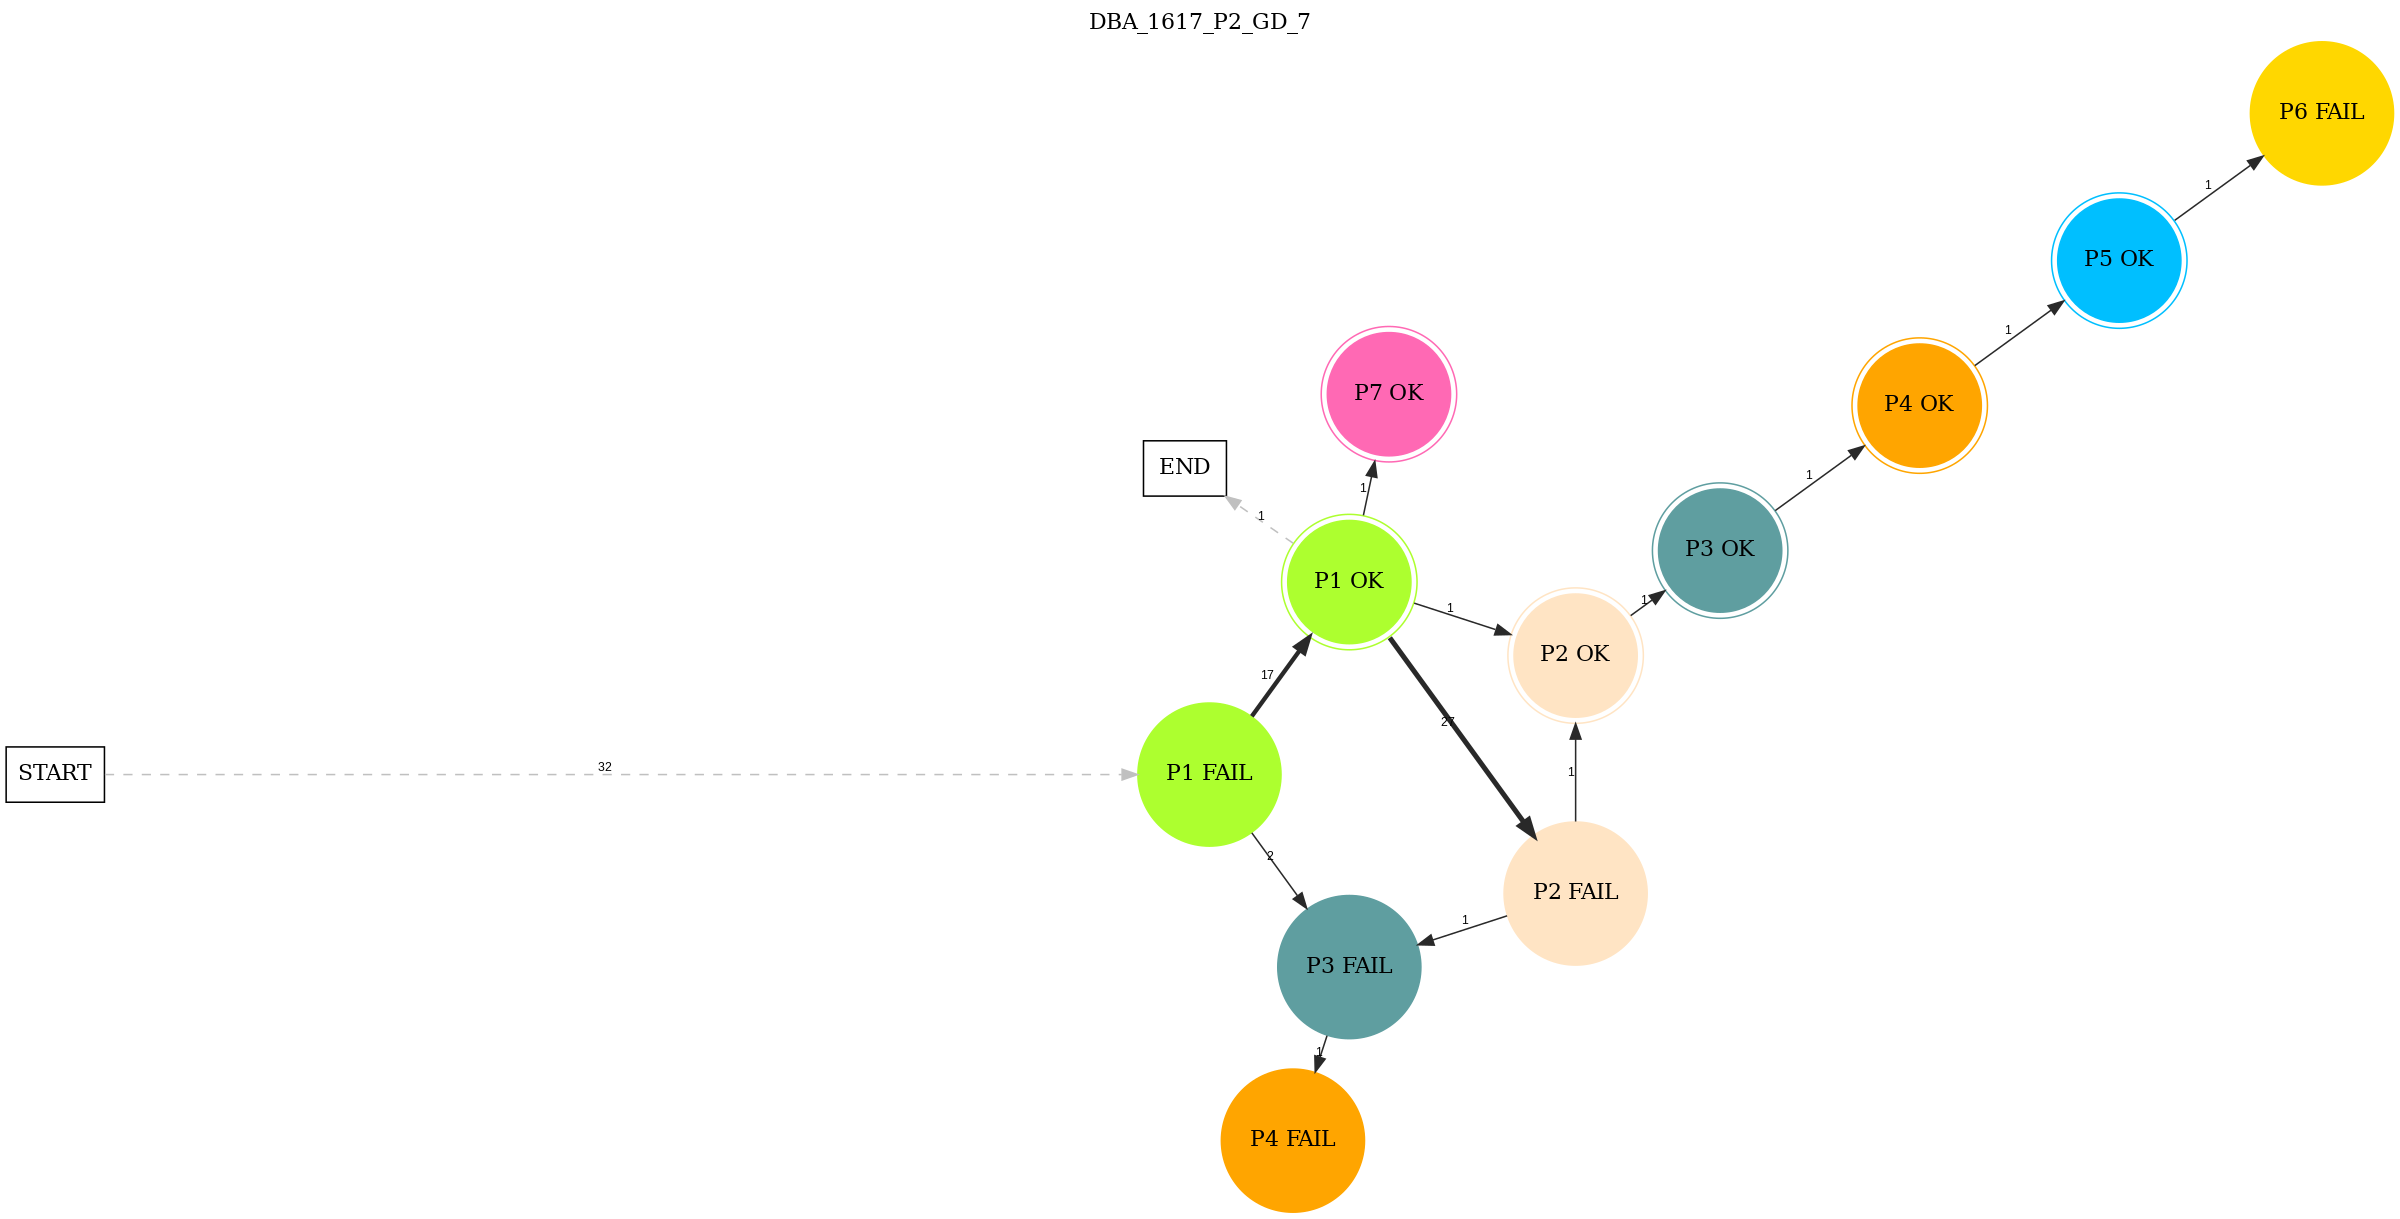 DBA_1617_P2_GD_7
P6 FAIL
1
P5 OK
1
P4 OK
P7 OK
1
END
1
1
P3 OK
P1 OK
1
1
P2 OK
17
27
START
32
P1 FAIL
1
2
P2 FAIL
1
P3 FAIL
1
P4 FAIL